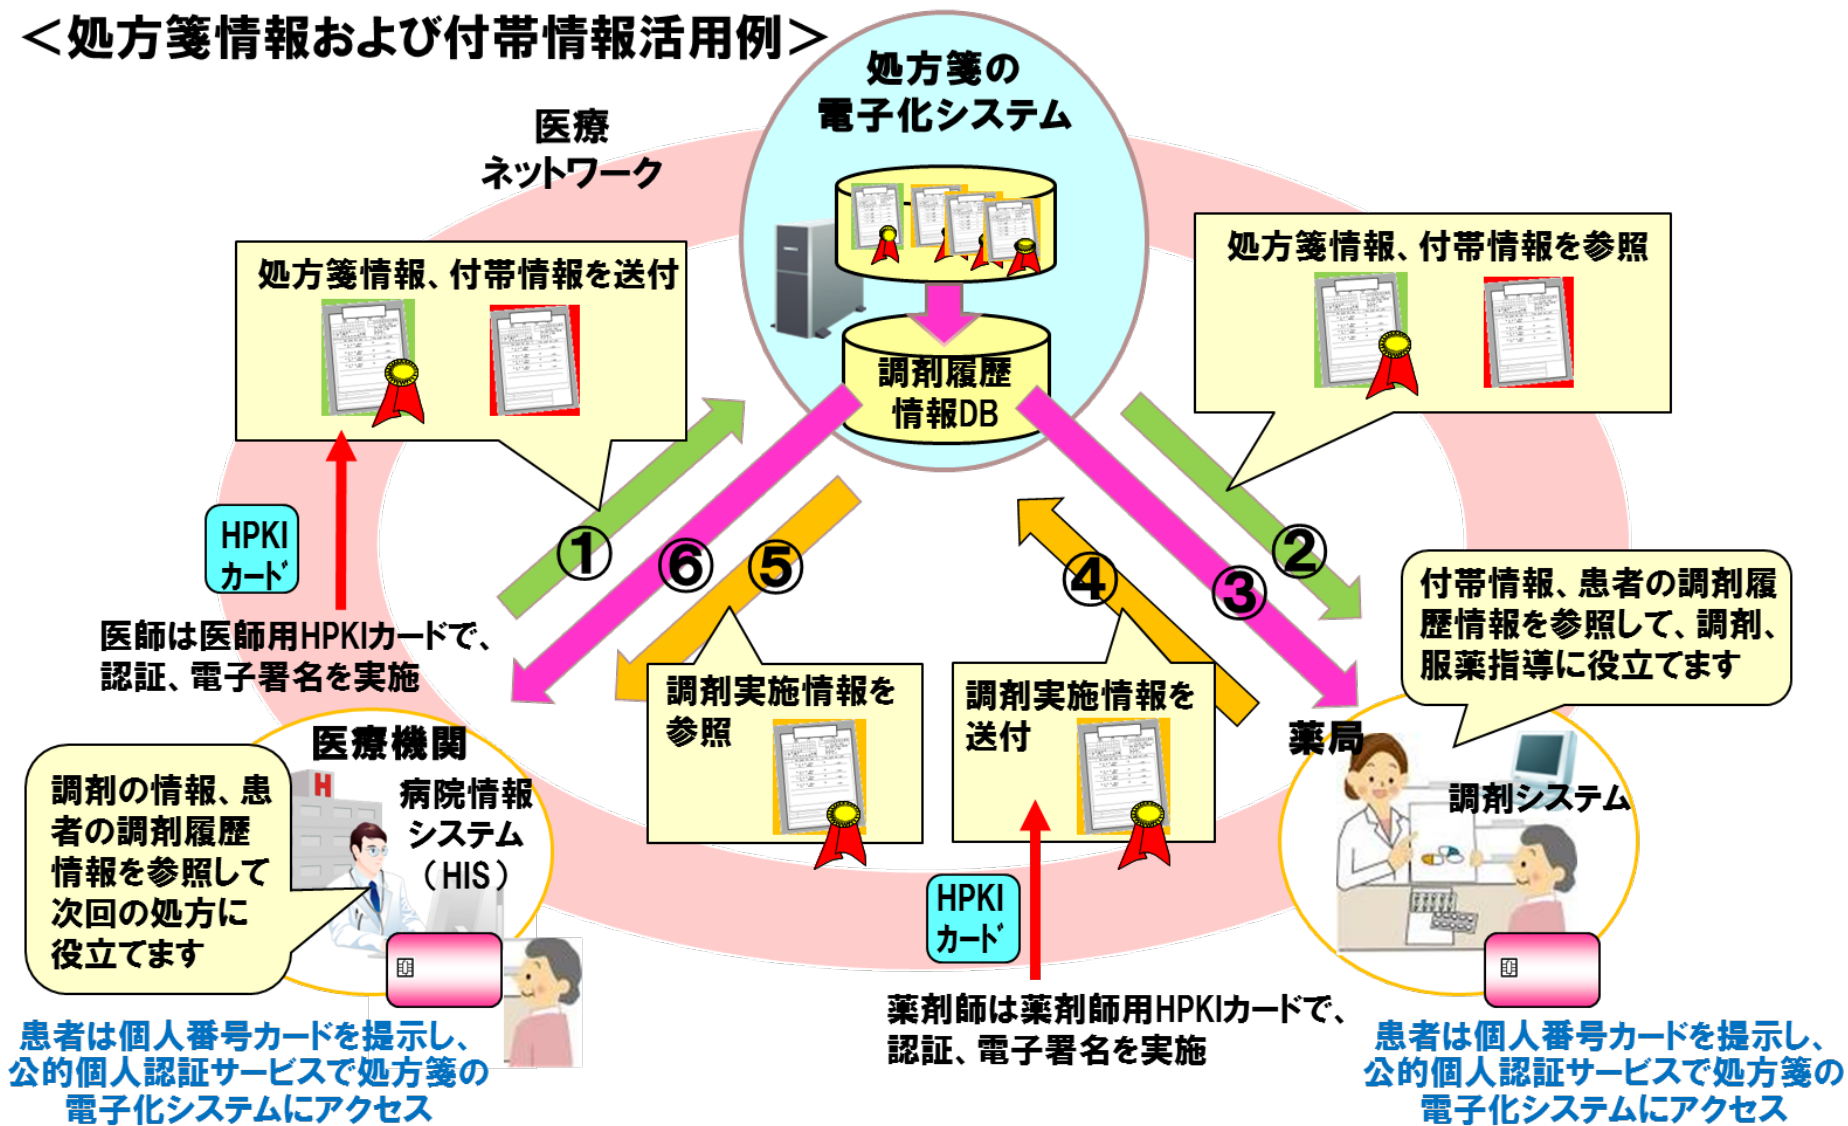 ＜処方箋情報および付帯情報活用例＞
処方箋の
電子化システム
医療
ネットワーク
処方箋情報、付帯情報を送付
処方箋情報、付帯情報を参照
調剤履歴
情報DB
HPKI
カード
医師は医師用HPKIカードで、
認証、電子署名を実施
①
⑥
⑤
④
③
②
付帯情報、患者の調剤履
歴情報を参照して、調剤、
服薬指導に役立てます
調剤実施情報を
参照
調剤実施情報を
送付
医療機関
病院情報
システム
（HIS）
H
調剤の情報、患
者の調剤履歴
情報を参照して
次回の処方に
役立てます
薬局
調剤システム
HPKI
カード
薬剤師は薬剤師用HPKIカードで、
認証、電子署名を実施
患者は個人番号カードを提示し、
公的個人認証サービスで処方箋の
電子化システムにアクセス
患者は個人番号カードを提示し、
公的個人認証サービスで処方箋の
電子化システムにアクセス